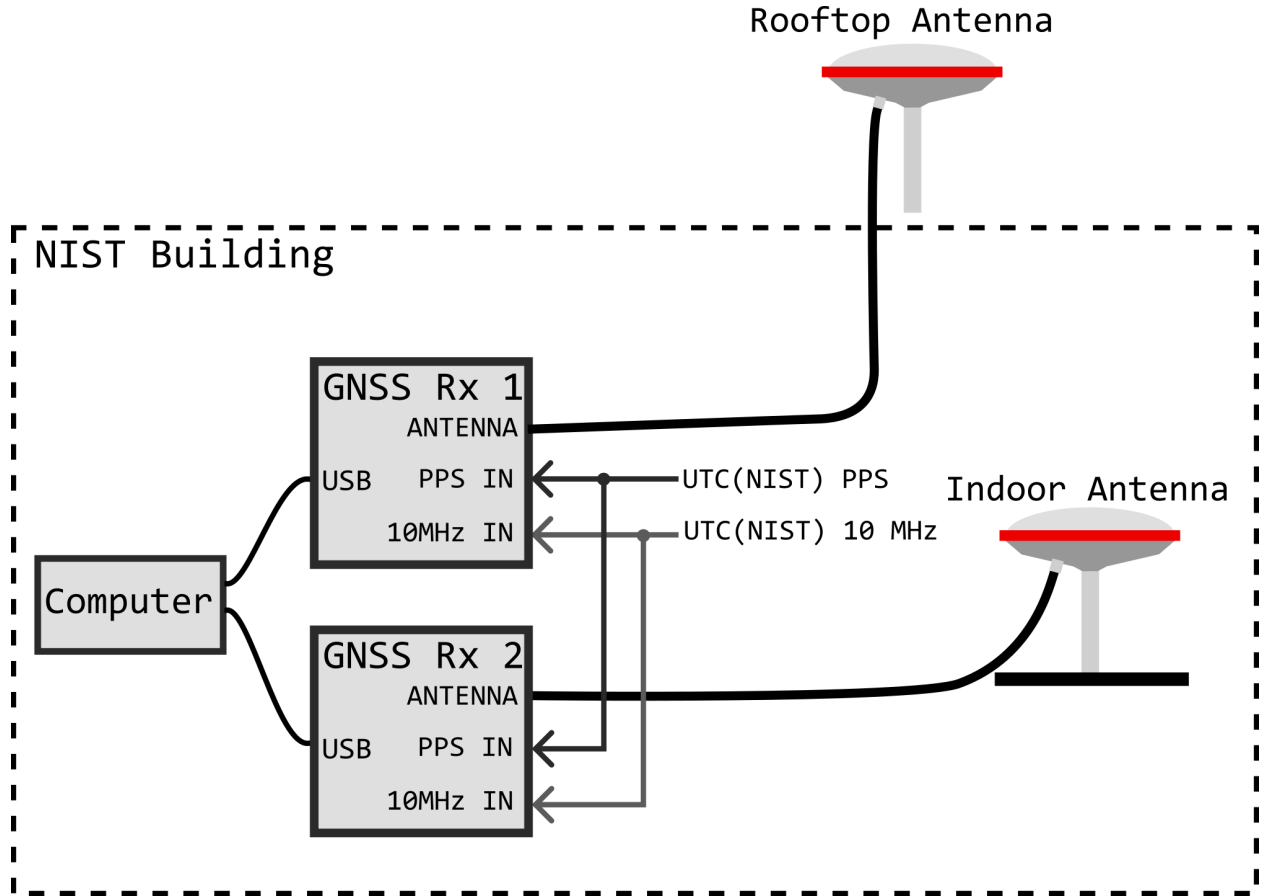 Rooftop Antenna
NIST Building
GNSS Rx 1
ANTENNA
USB
PPS IN
UTC(NIST) PPS
10MHz IN
UTC(NIST) 10 MHz
Indoor Antenna
Computer
GNSS Rx 2
ANTENNA
USB
PPS IN
10MHz IN